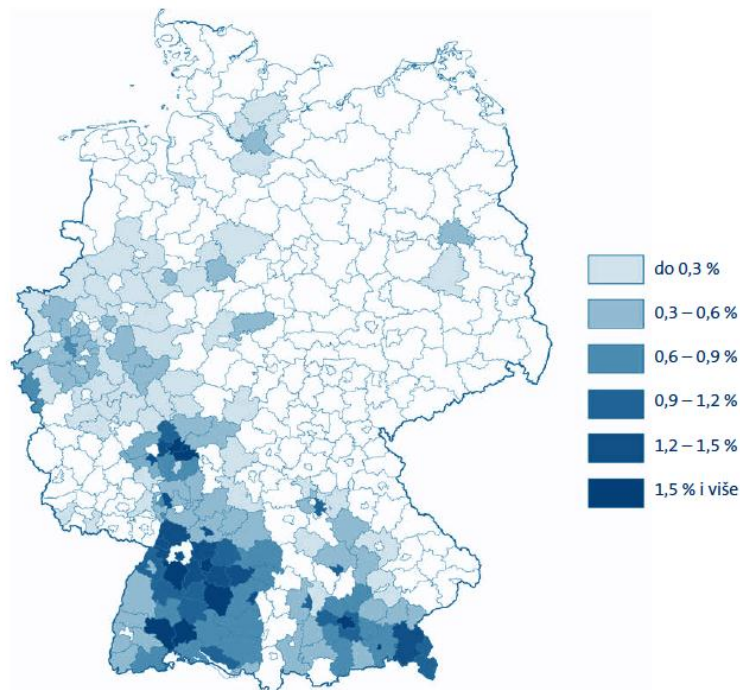 do 0,3 %
0,3 – 0,6 %
0,6 – 0,9 %
0,9 – 1,2 %
1,2 – 1,5 %
1,5 % i više